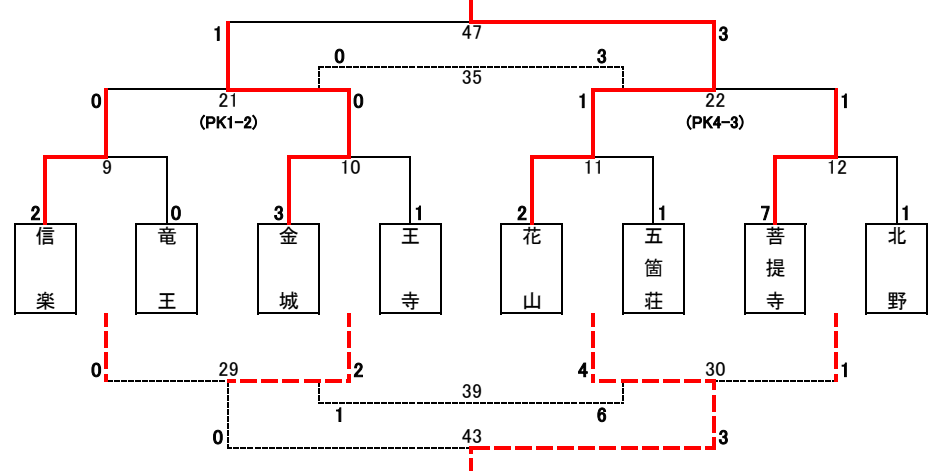 1 47 3
0 35 3
0 21 0 1 22 1
(PK1-2) (PK4-3)
9 10 11 12
2 0 3 1 2 1 7 1
信楽
竜王
金城
王寺
花山
五箇荘
菩提寺
北野
0 29 2 4 30 1
39
1 6
0 43 3